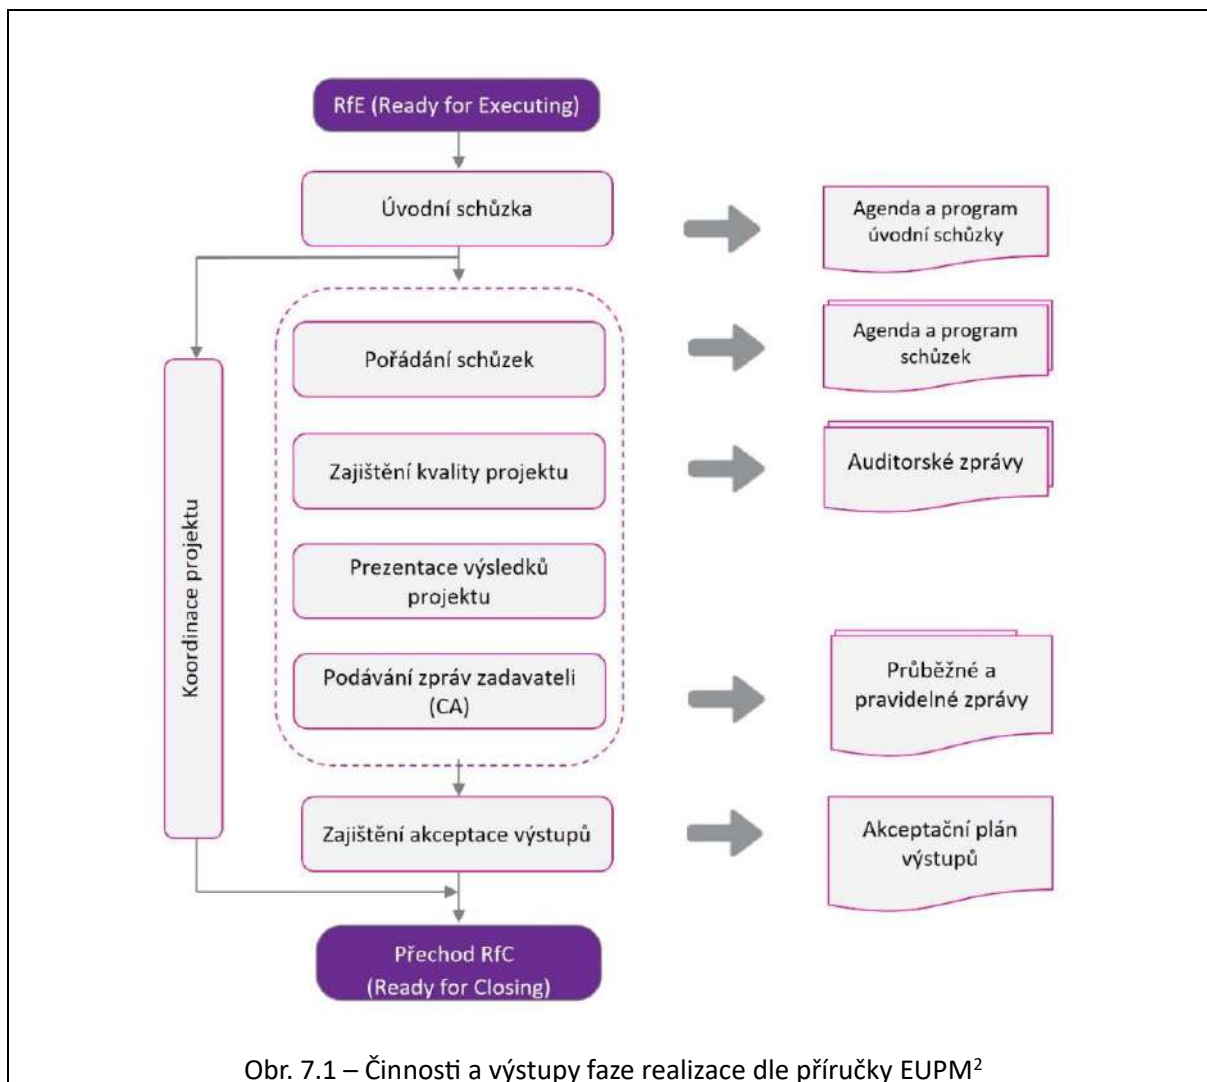 RfE (Ready for Executing)
Úvodní schůzka
Agenda a program
úvodní schůzky
Pořádání schůzek
Agenda a program
schůzek
Zajištění kvality projektu
Auditorské zprávy
Koordinace projektu
Prezentace výsledků
projektu
Podávání zpráv zadavateli
(CA)
Průběžné a
pravidelné zprávy
Zajištění akceptace výstupů
Akceptační plán
výstupů
Přechod RfC
(Ready for Closing)
Obr. 7.1 – Činnosti a výstupy faze realizace dle příručky EUPM²